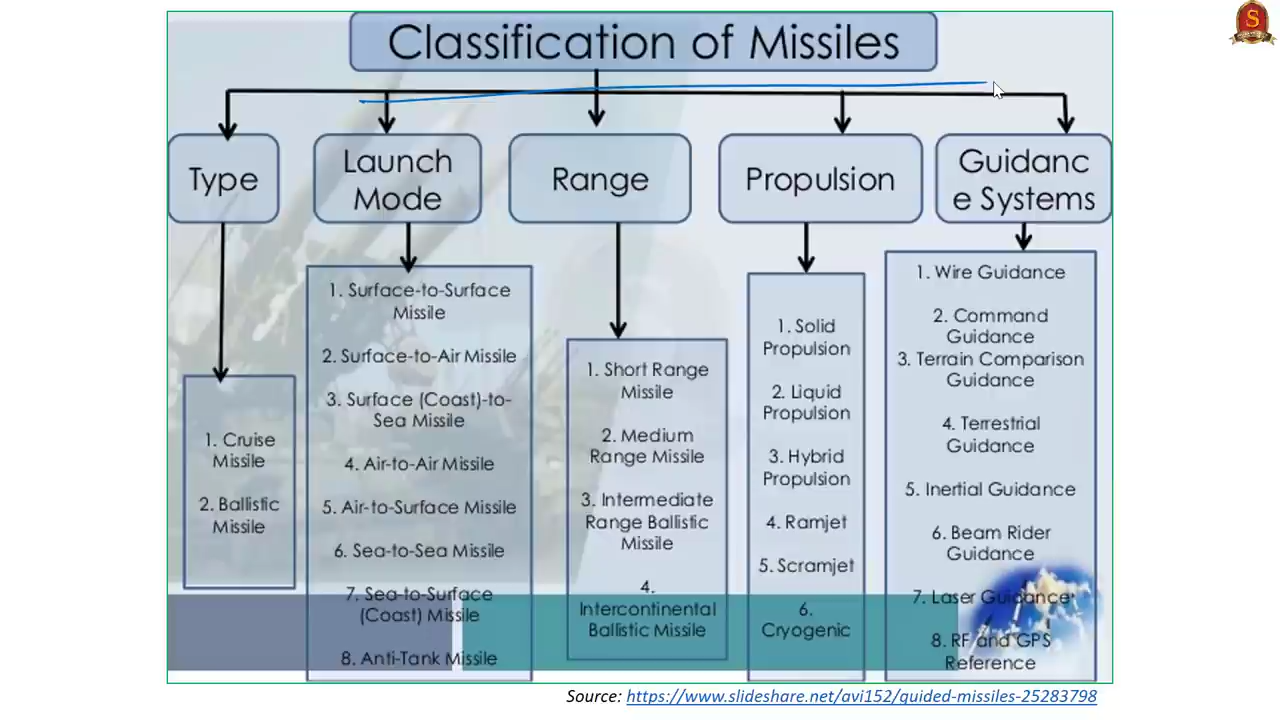 Classification of Missiles
Type
Launch
Mode
Range
Propulsion
Guidanc
e Systems
1. Cruise
Missile
2. Ballistic
Missile
1. Surface-to-Surface
Missile
2. Surface-to-Air Missile
3. Surface (Coast)-to-
Sea Missile
4. Air-to-Air Missile
5. Air-to-Surface Missile
6. Sea-to-Sea Missile
7. Sea-to-Surface
(Coast) Missile
8. Anti-Tank Missile
1. Short Range
Missile
2. Medium
Range Missile
3. Intermediate
Range Ballistic
Missile
4.
Intercontinental
Ballistic Missile
1. Solid
Propulsion
2. Liquid
Propulsion
3. Hybrid
Propulsion
4. Ramjet
5. Scramjet
6.
Cryogenic
1. Wire Guidance
2. Command
Guidance
3. Terrain Comparison
Guidance
4. Terrestrial
Guidance
5. Inertial Guidance
6. Beam Rider
Guidance
7. Laser Guidance
8. RF and GPS
Reference
Source: https://www.slideshare.net/avi152/guided-missiles-25283798
S